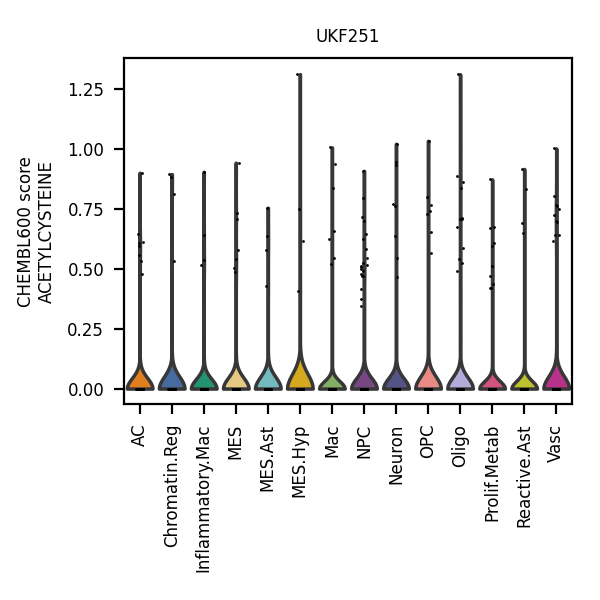 UKF251
CHEMBL600 score
ACETYLCYSTEINE
1.25
1.00
0.75
0.50
0.25
0.00
AC
Chromatin.Reg
Inflammatory.Mac
MES
MES.Ast
MES.Hyp
Mac
NPC
Neuron
OPC
Oligo
Prolif.Metab
Reactive.Ast
Vasc